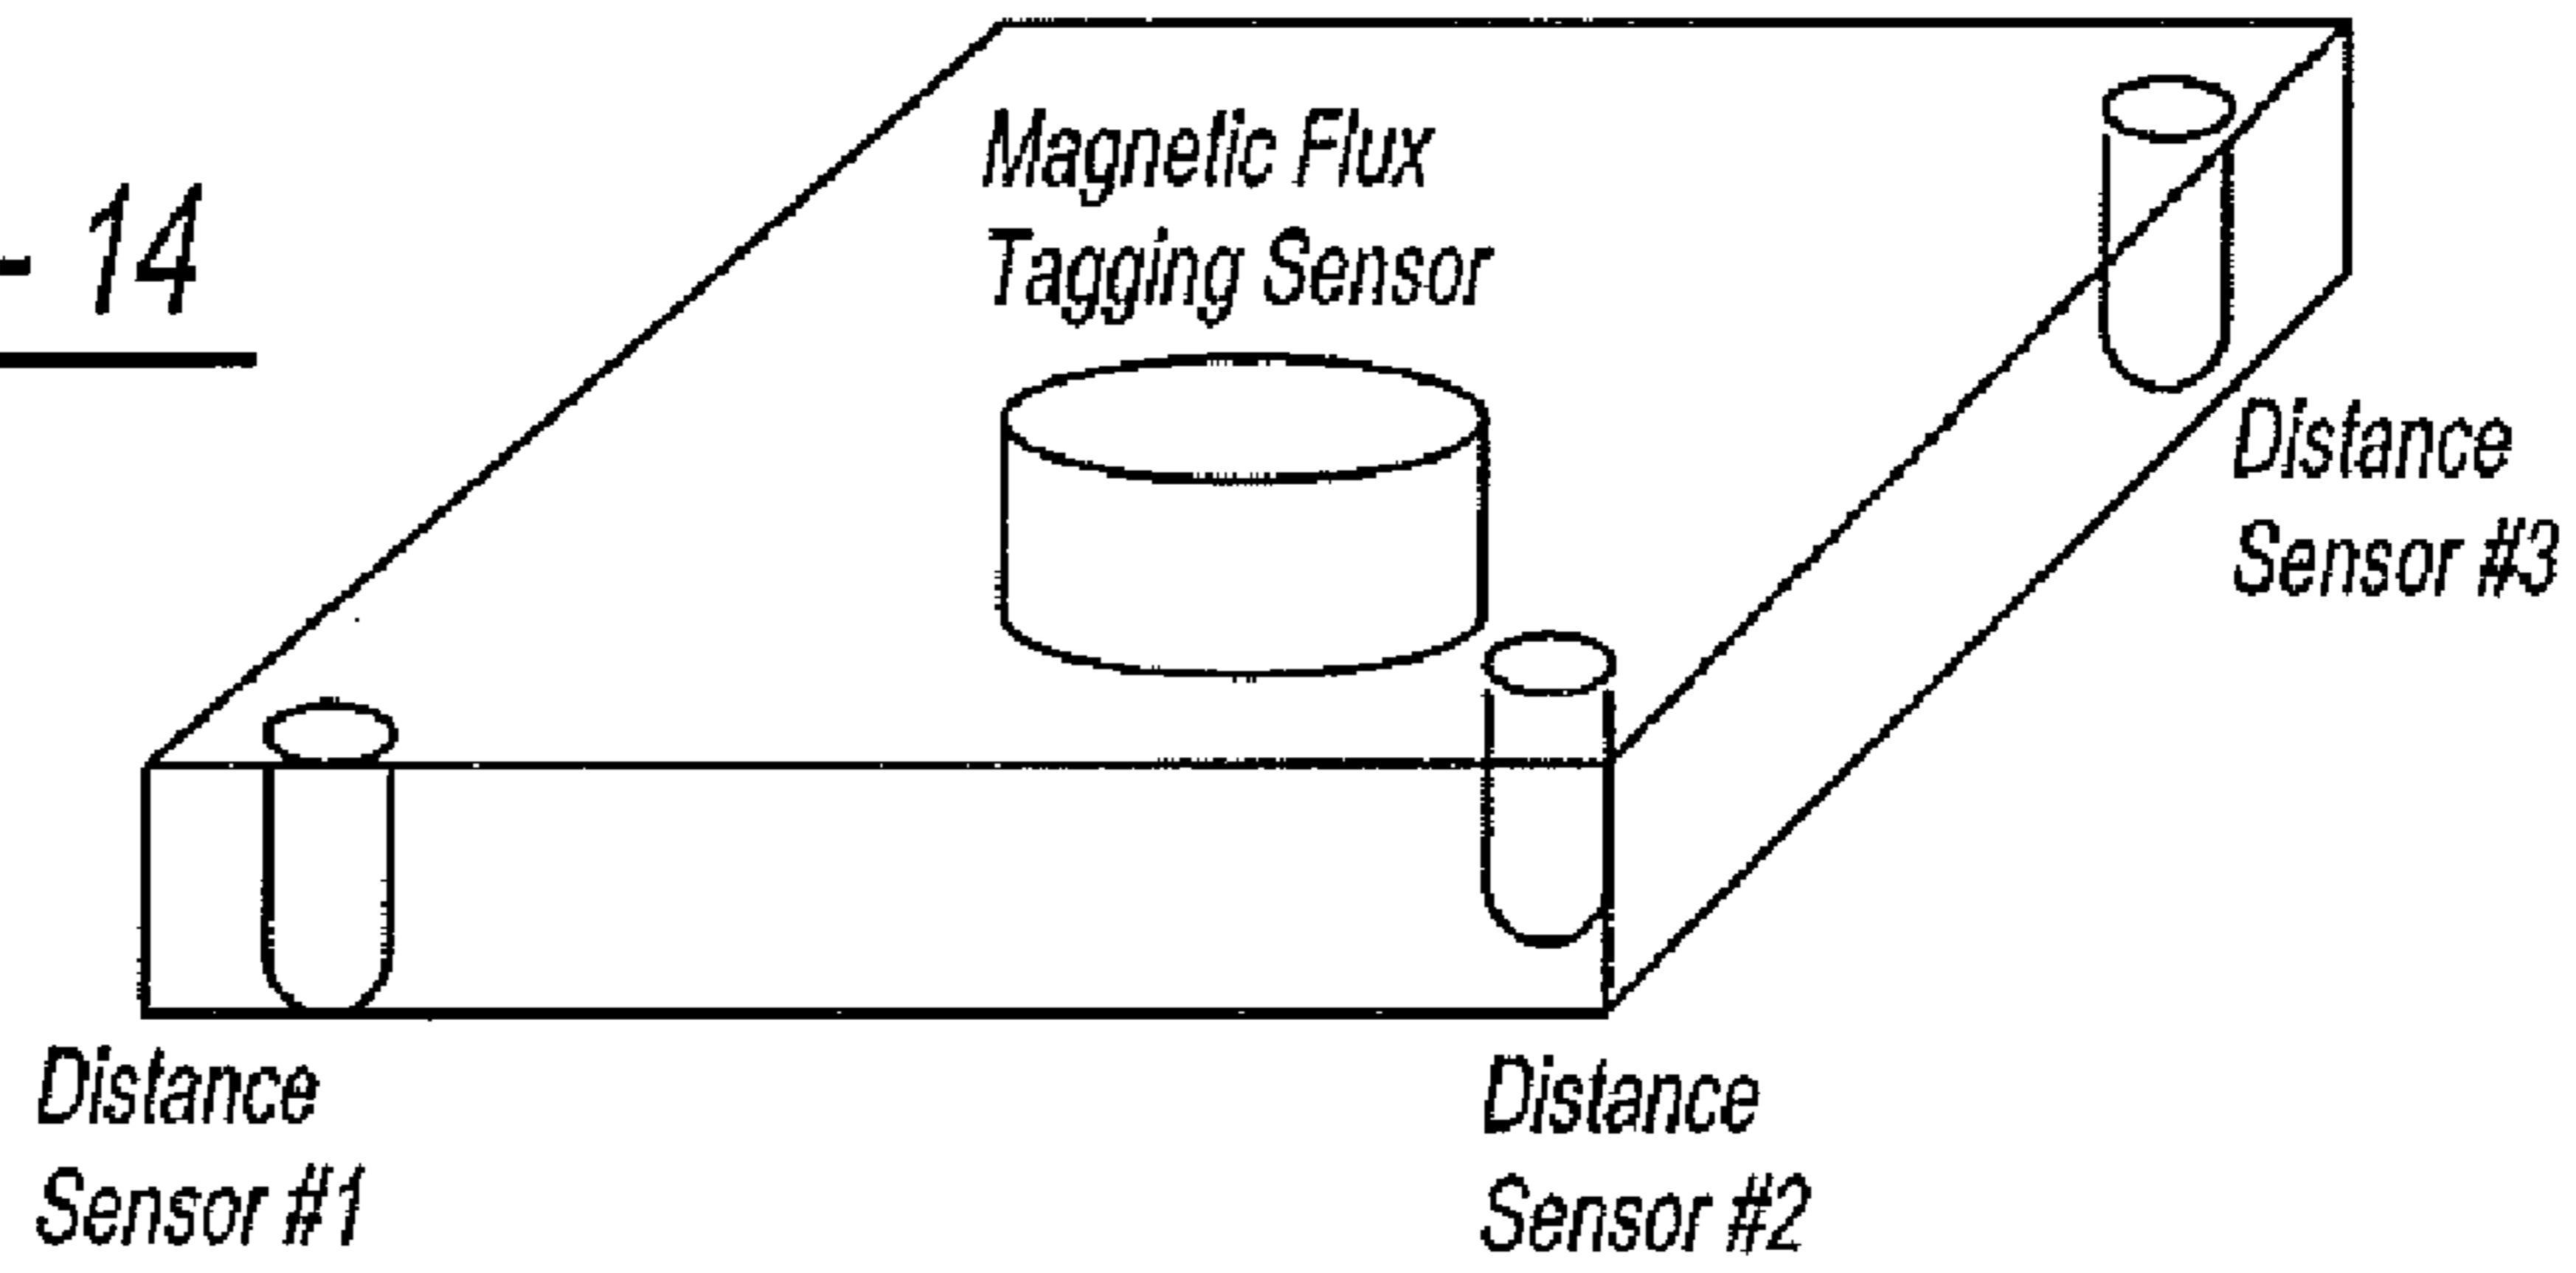 - 14
Magnetic Flux
Tagging Sensor
Distance
Sensor #3
Distance
Sensor #1
Distance
Sensor #2